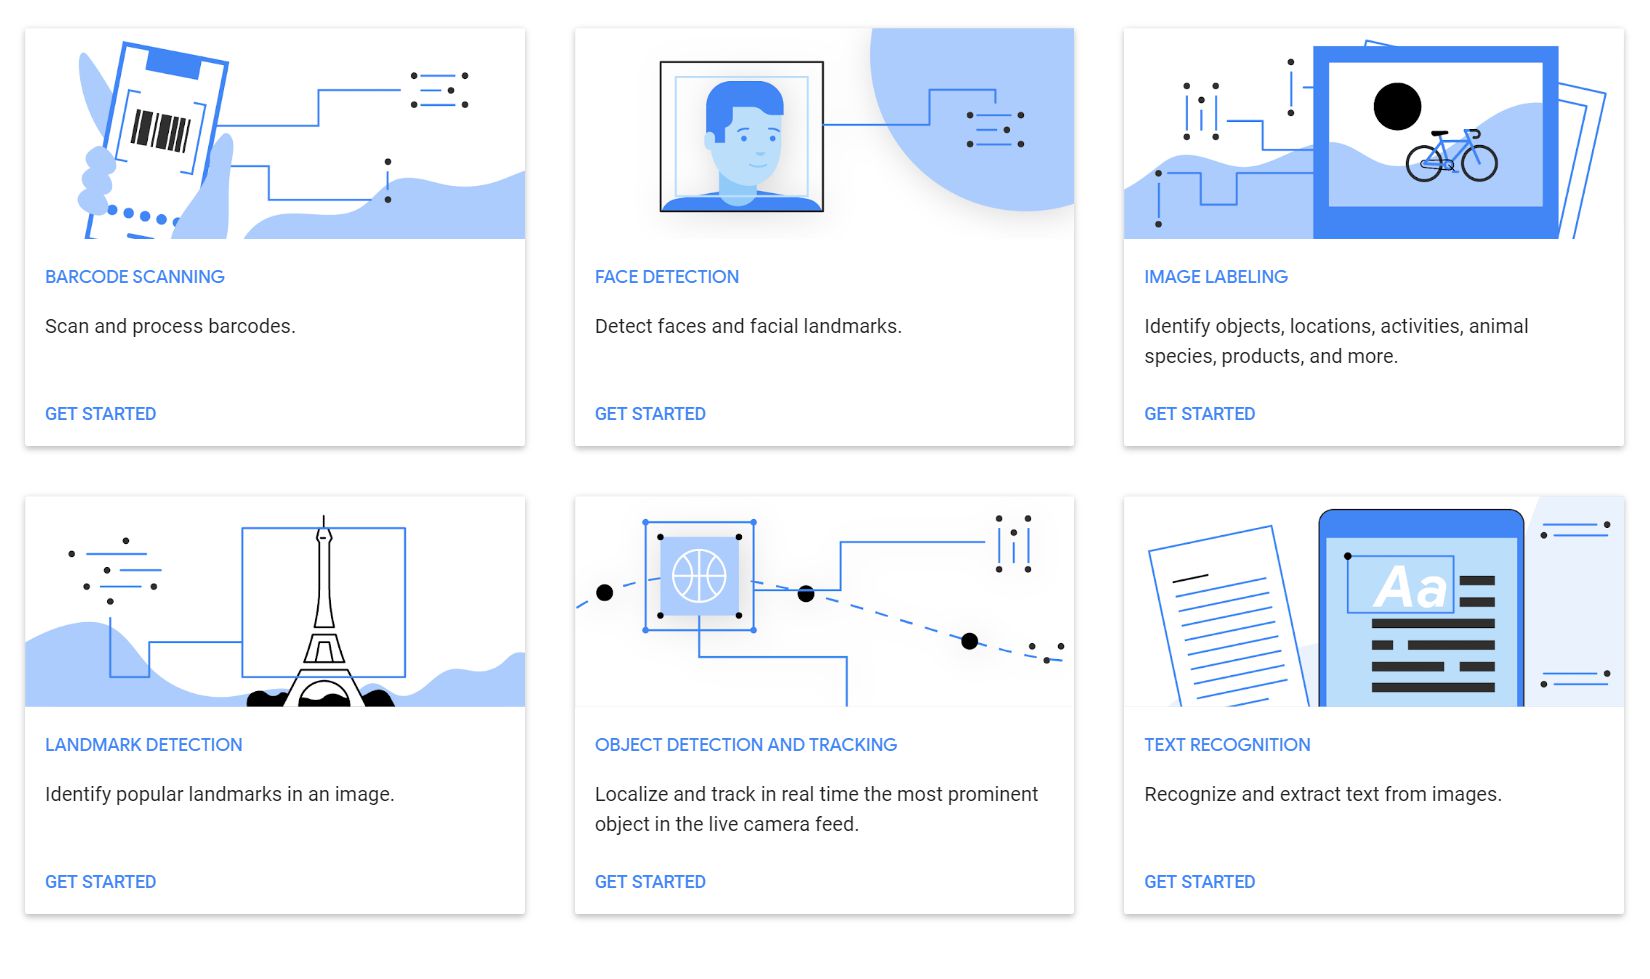 BARCODE SCANNING
Scan and process barcodes.
GET STARTED
FACE DETECTION
Detect faces and facial landmarks.
GET STARTED
IMAGE LABELING
Identify objects, locations, activities, animal
species, products, and more.
GET STARTED
LANDMARK DETECTION
Identify popular landmarks in an image.
GET STARTED
OBJECT DETECTION AND TRACKING
Localize and track in real time the most prominent
object in the live camera feed.
GET STARTED
Aa
TEXT RECOGNITION
Recognize and extract text from images.
GET STARTED